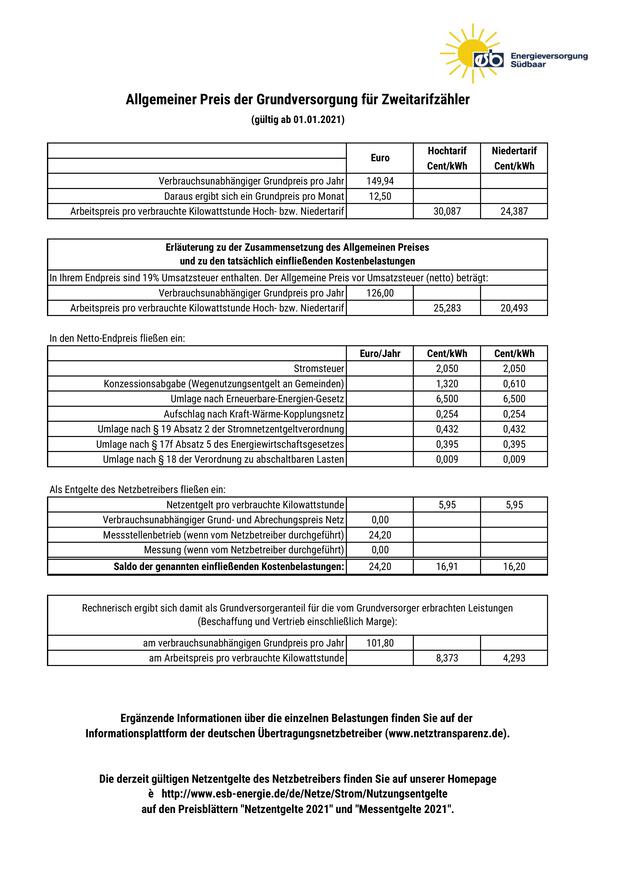 esb Energieversorgung
Südbaar
Allgemeiner Preis der Grundversorgung für Zweitarifzähler
(gültig ab 01.01.2021)
Euro Hochtarif Niedertarif
Cent/kWh Cent/kWh
Verbrauchsunabhängiger Grundpreis pro Jahr 149,94
Daraus ergibt sich ein Grundpreis pro Monat 12,50
Arbeitspreis pro verbrauchte Kilowattstunde Hoch- bzw. Niedertarif 30,087 24,387
Erläuterung zu der Zusammensetzung des Allgemeinen Preises
und zu den tatsächlich einfließenden Kostenbelastungen
In Ihrem Endpreis sind 19% Umsatzsteuer enthalten. Der Allgemeine Preis vor Umsatzsteuer (netto) beträgt:
Verbrauchsunabhängiger Grundpreis pro Jahr 126,00
Arbeitspreis pro verbrauchte Kilowattstunde Hoch- bzw. Niedertarif 25,283 20,493
In den Netto-Endpreis fließen ein:
Euro/Jahr Cent/kWh Cent/kWh
Stromsteuer 2,050 2,050
Konzessionsabgabe (Wegenutzungsentgelt an Gemeinden) 1,320 0,610
Umlage nach Erneuerbare-Energien-Gesetz 6,500 6,500
Aufschlag nach Kraft-Wärme-Kopplungsnetz 0,254 0,254
Umlage nach § 19 Absatz 2 der Stromnetzentgeltverordnung 0,432 0,432
Umlage nach § 17f Absatz 5 des Energiewirtschaftsgesetzes 0,395 0,395
Umlage nach § 18 der Verordnung zu abschaltbaren Lasten 0,009 0,009
Als Entgelte des Netzbetreibers fließen ein:
Netzentgelt pro verbrauchte Kilowattstunde 5,95 5,95
Verbrauchsunabhängiger Grund- und Abrechungspreis Netz 0,00
Messstellenbetrieb (wenn vom Netzbetreiber durchgeführt) 24,20
Messung (wenn vom Netzbetreiber durchgeführt) 0,00
Saldo der genannten einfließenden Kostenbelastungen: 24,20 16,91 16,20
Rechnerisch ergibt sich damit als Grundversorgeranteil für die vom Grundversorger erbrachten Leistungen
(Beschaffung und Vertrieb einschließlich Marge):
am verbrauchsunabhängigen Grundpreis pro Jahr 101,80
am Arbeitspreis pro verbrauchte Kilowattstunde 8,373 4,293
Ergänzende Informationen über die einzelnen Belastungen finden Sie auf der
Informationsplattform der deutschen Übertragungsnetzbetreiber (www.netztransparenz.de).
Die derzeit gültigen Netzentgelte des Netzbetreibers finden Sie auf unserer Homepage
è http://www.esb-energie.de/de/Netze/Strom/Nutzungsentgelte
auf den Preisblättern "Netzentgelte 2021" und "Messentgelte 2021".